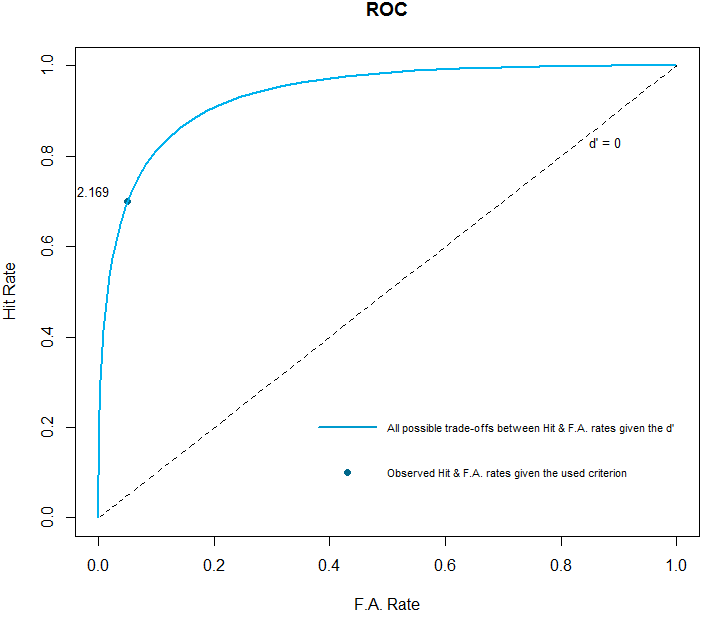 ROC
Hit Rate
1.0
0.8
0.6
0.4
0.2
0.0
2.169
d' = 0
All possible trade-offs between Hit & F.A. rates given the d'
Observed Hit & F.A. rates given the used criterion
0.0 0.2 0.4 0.6 0.8 1.0
F.A. Rate